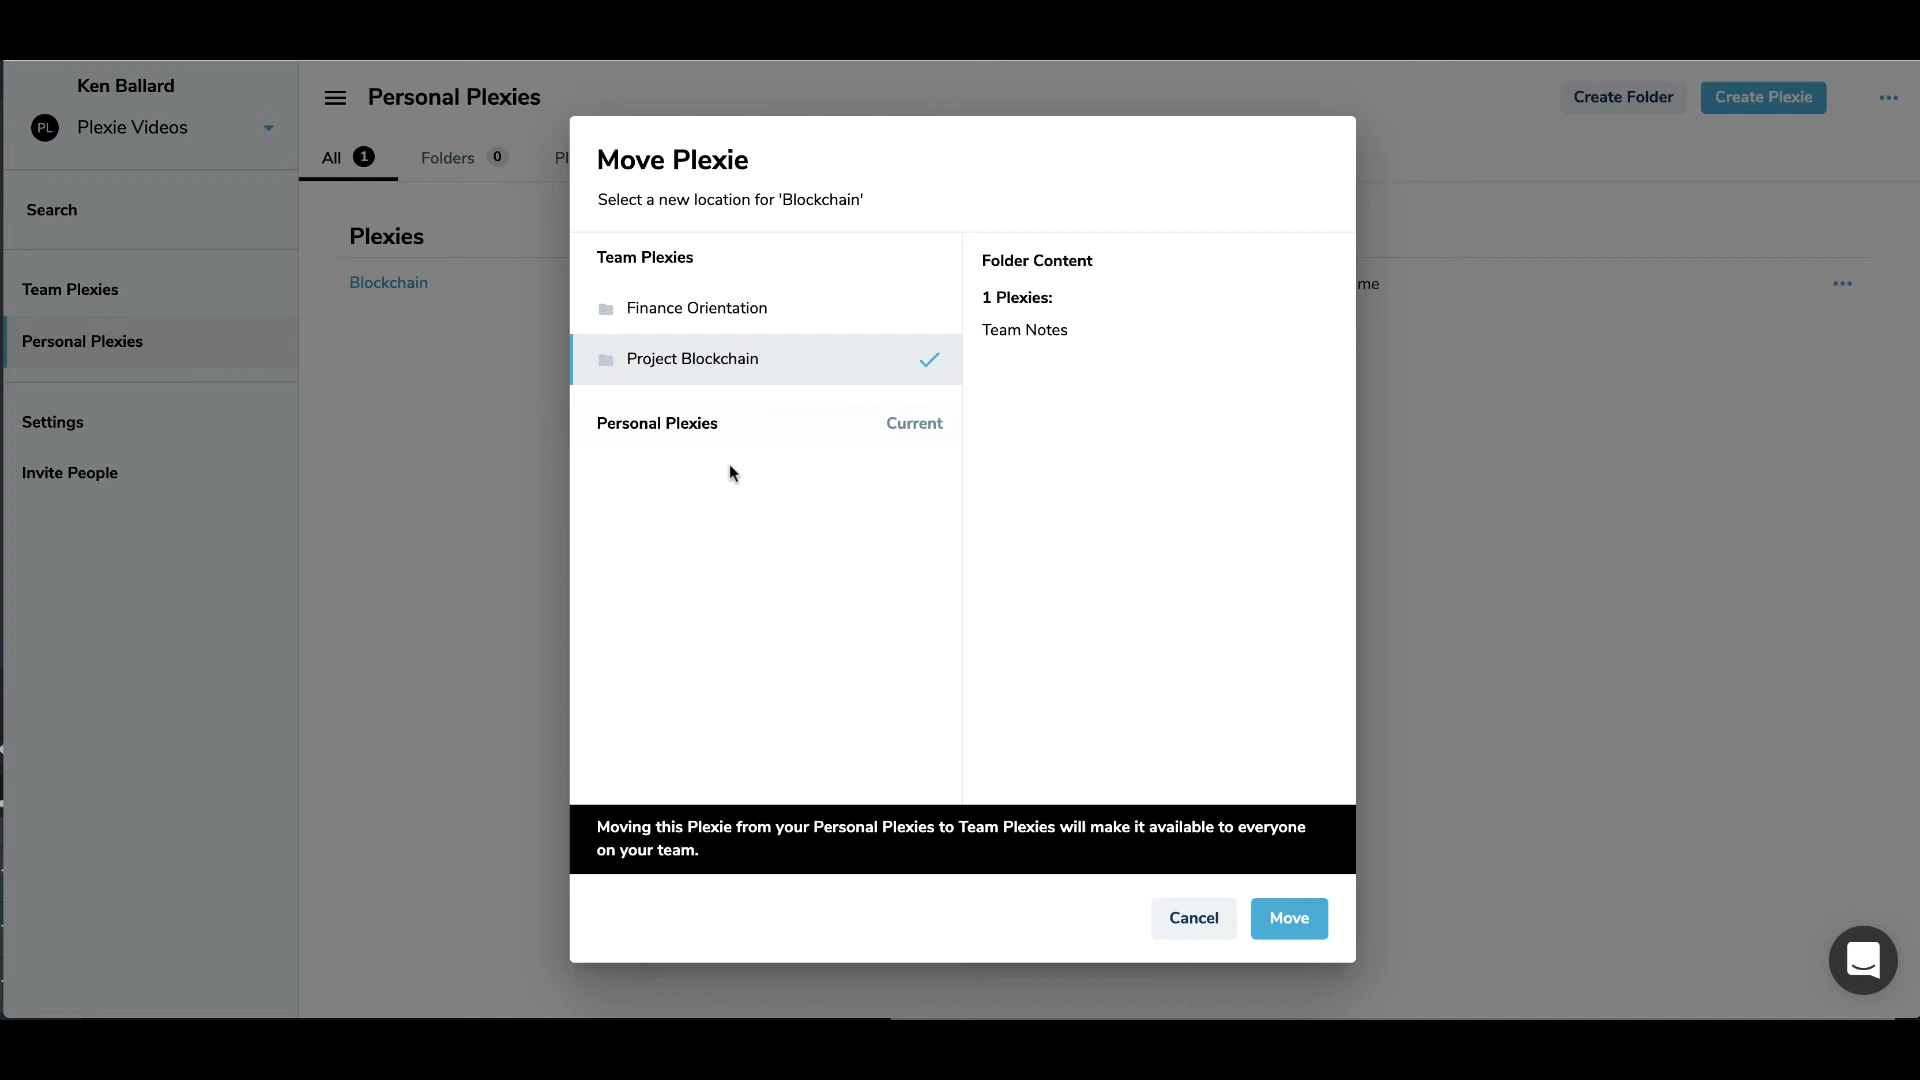 Ken Ballard
PL Plexie Videos
Search
Team Plexies
Personal Plexies
Settings
Invite People
Personal Plexies
Create Folder
Create Plexie
All 1
Folders 0
Pl
Plexies
Blockchain
me
Move Plexie
Select a new location for 'Blockchain'
Team Plexies
Finance Orientation
Project Blockchain
Personal Plexies Current
Folder Content
1 Plexies:
Team Notes
Moving this Plexie from your Personal Plexies to Team Plexies will make it available to everyone
on your team.
Cancel
Move